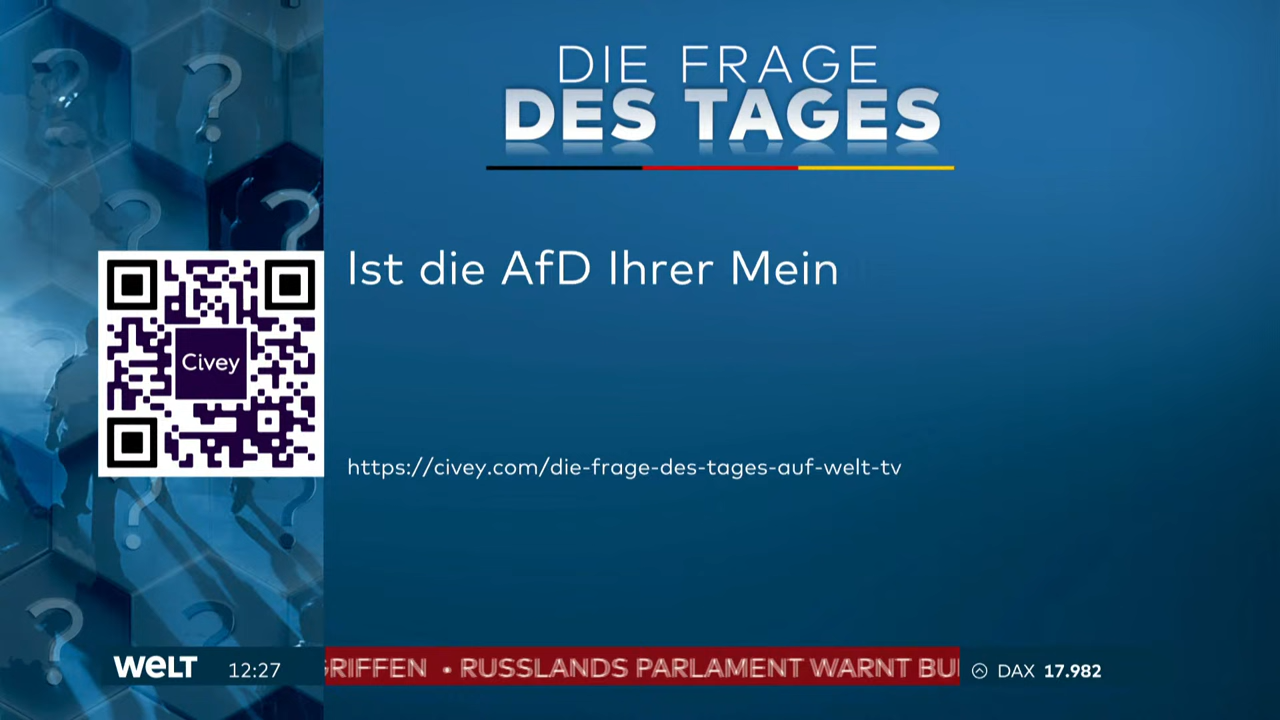 DIE FRAGE
DES TAGES
Ist die AfD Ihrer Mein
Civey
https://civey.com/die-frage-des-tages-auf-welt-tv
welt 12:27 RIFFEN • RUSSLANDS PARLAMENT WARNT BU DAX 17.982